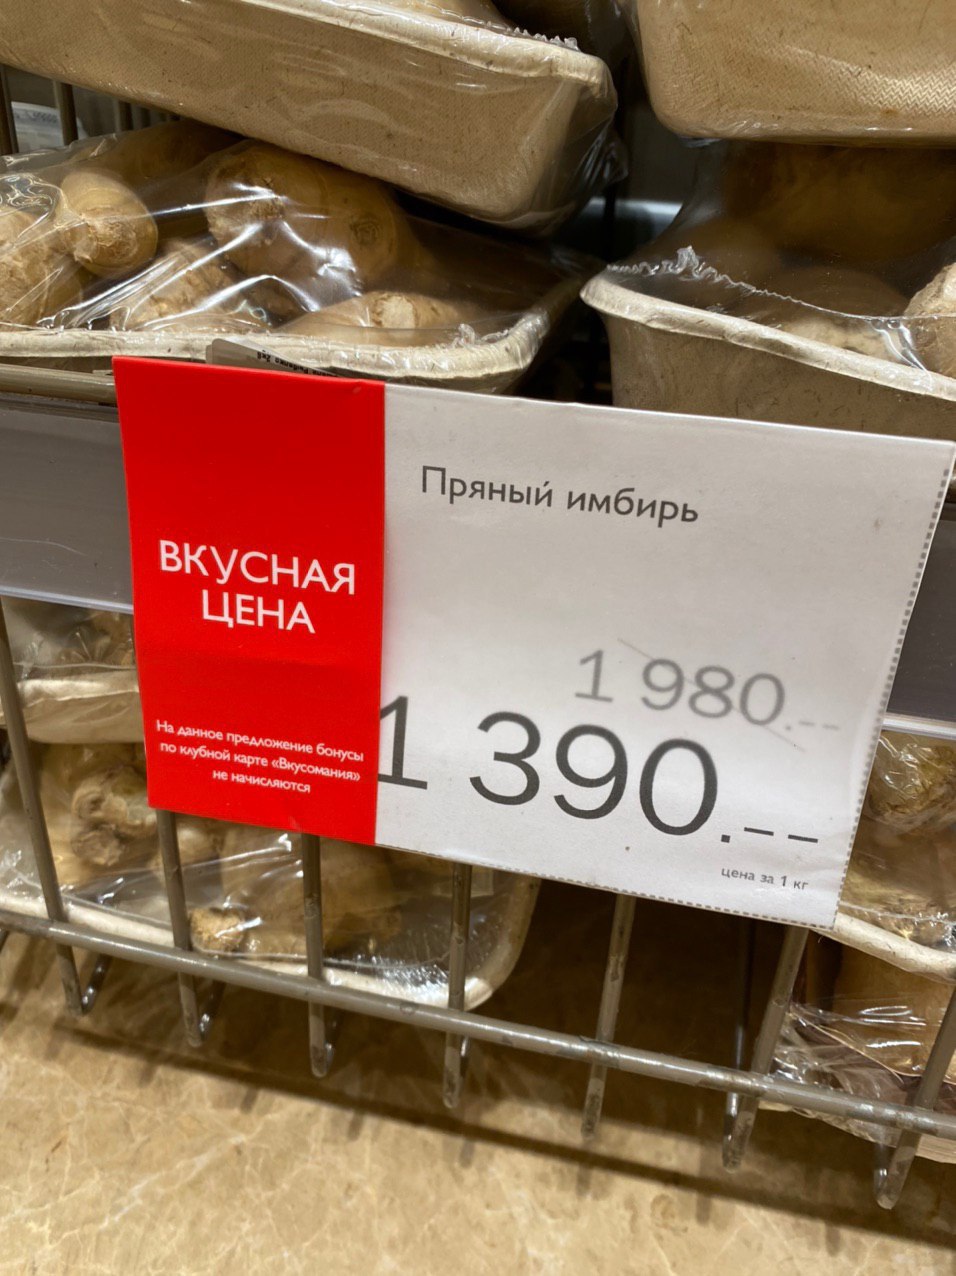 ВКУСНАЯ
ЦЕНА
На данное предложение бонусы
по клубной карте «Вкусомания»
не начисляются
Пряный имбирь
1 980.--
1 390.--
цена за 1 кг